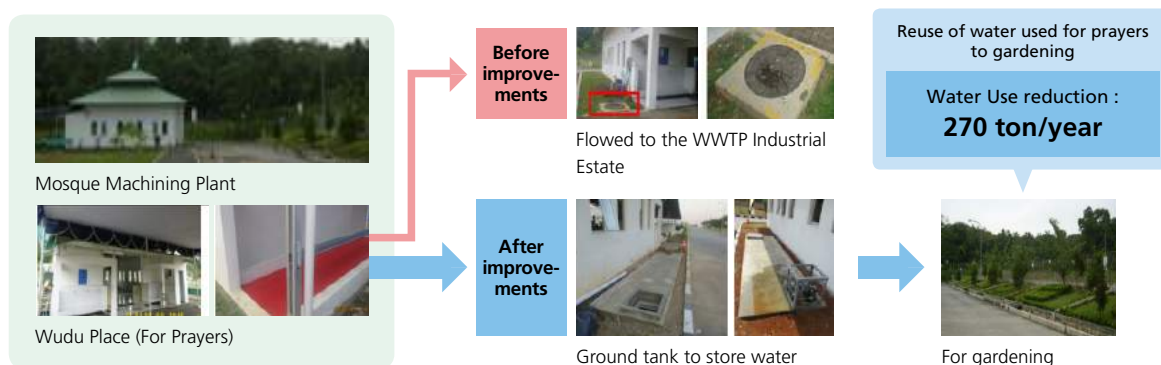 Mosque Machining Plant
Wudu Place (For Prayers)
Before
improve-
ments
Flowed to the WWTP Industrial
Estate
After
improve-
ments
Ground tank to store water
Reuse of water used for prayers
to gardening
Water Use reduction :
270 ton/year
For gardening